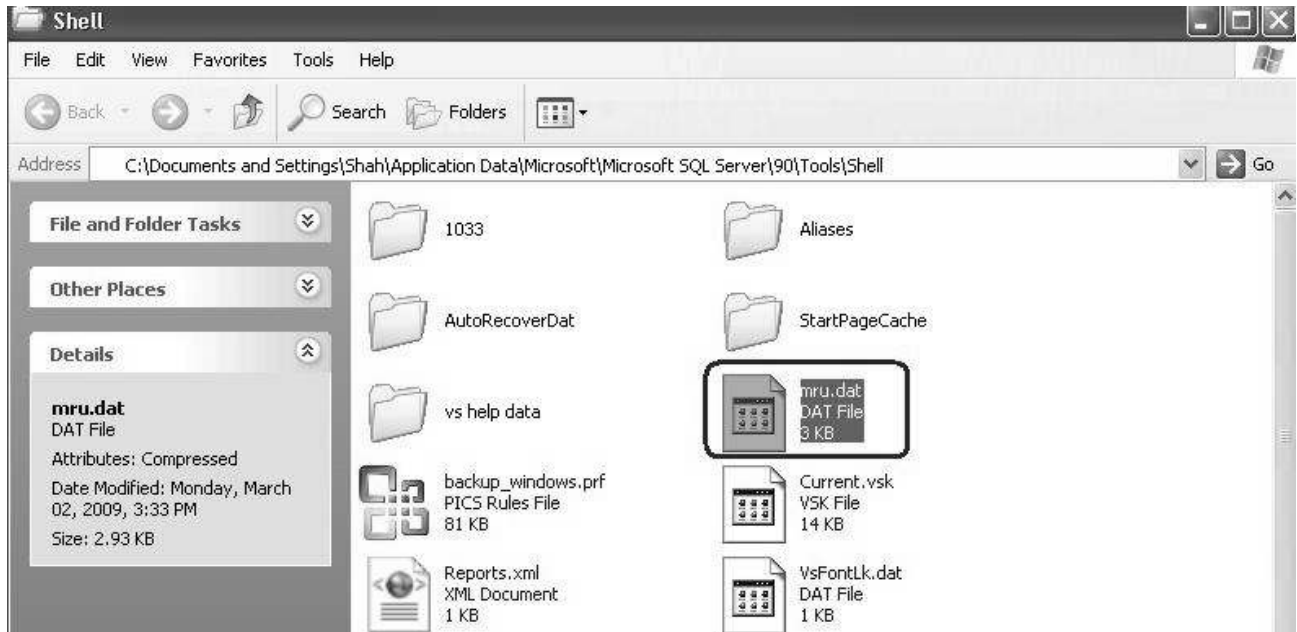 Shell
File Edit View Favorites Tools Help
Back Search Folders
Address C:\Documents and Settings\Shah\Application Data\Microsoft\Microsoft SQL Server\90\Tools\Shell Go
File and Folder Tasks
Other Places
Details
mru.dat
DAT File
Attributes: Compressed
Date Modified: Monday, March
02, 2009, 3:33 PM
Size: 2.93 KB
1033
Aliases
AutoRecoverDat
StartPageCache
vs help data
mru.dat
DAT File
3 KB
backup_windows.prf
PICS Rules File
81 KB
Current.vsk
VSK File
14 KB
Reports.xml
XML Document
1 KB
VsFontLk.dat
DAT File
1 KB